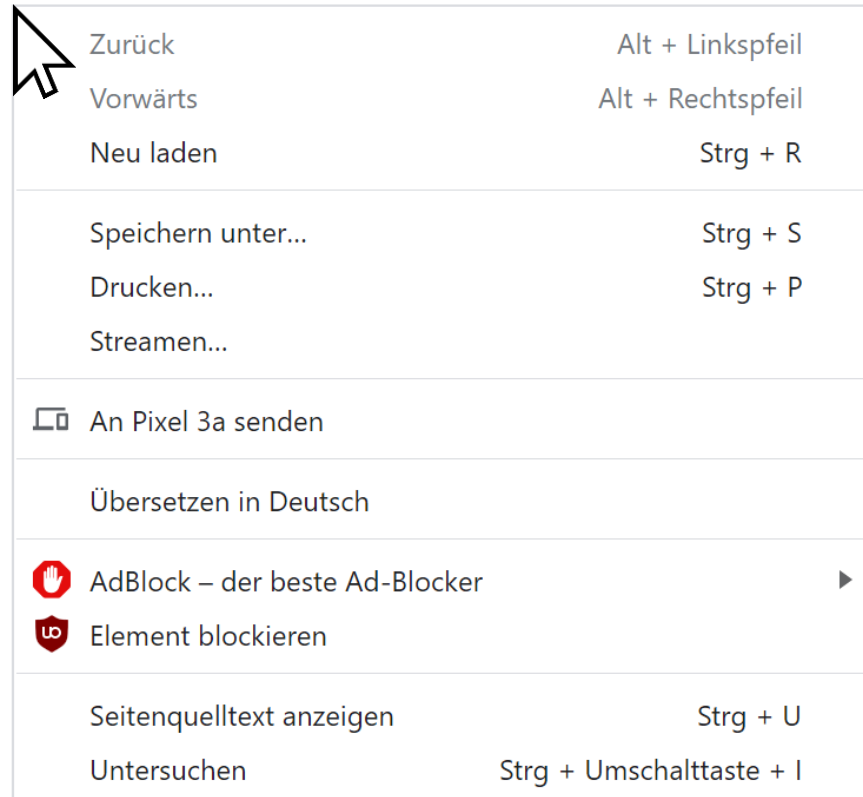 Zurück Alt + Linkspfeil
Vorwärts Alt + Rechtspfeil
Neu laden Strg + R
Speichern unter... Strg + S
Drucken... Strg + P
Streamen...
An Pixel 3a senden
Übersetzen in Deutsch
AdBlock – der beste Ad-Blocker
uo Element blockieren
Seitenquelltext anzeigen Strg + U
Untersuchen Strg + Umschalttaste + I